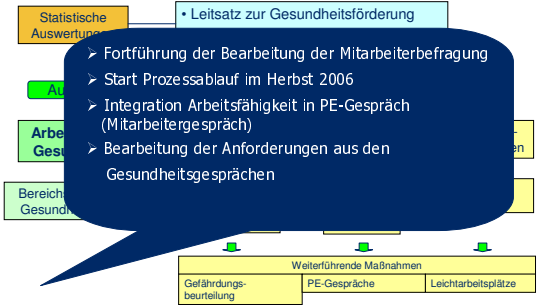 Statistische
• Leitsatz zur Gesundheitsförderung
➢ Fortführung der Bearbeitung der Mitarbeiterbefragung
➢ Start Prozessablauf im Herbst 2006
➢ Integration Arbeitsfähigkeit in PE-Gespräch
(Mitarbeitergespräch)
➢ Bearbeitung der Anforderungen aus den
Gesundheitsgesprächen
Weiterführende Maßnahmen
Gefährdungs-
beurteilung
PE-Gespräche
Leichtarbeitsplätze